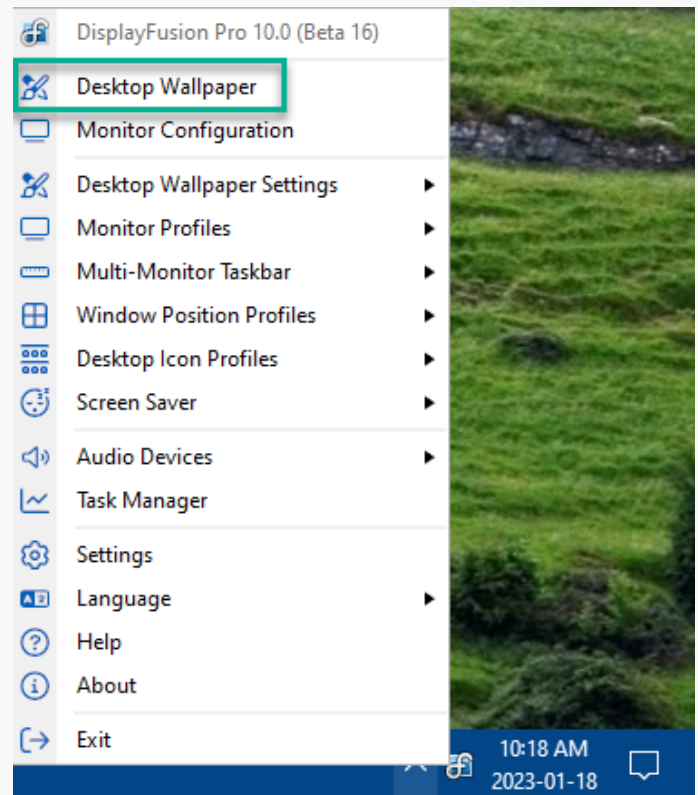 DisplayFusion Pro 10.0 (Beta 16)
Desktop Wallpaper
Monitor Configuration
Desktop Wallpaper Settings
Monitor Profiles
Multi-Monitor Taskbar
Window Position Profiles
Desktop Icon Profiles
Screen Saver
Audio Devices
Task Manager
Settings
Language
Help
About
Exit
10:18 AM
2023-01-18